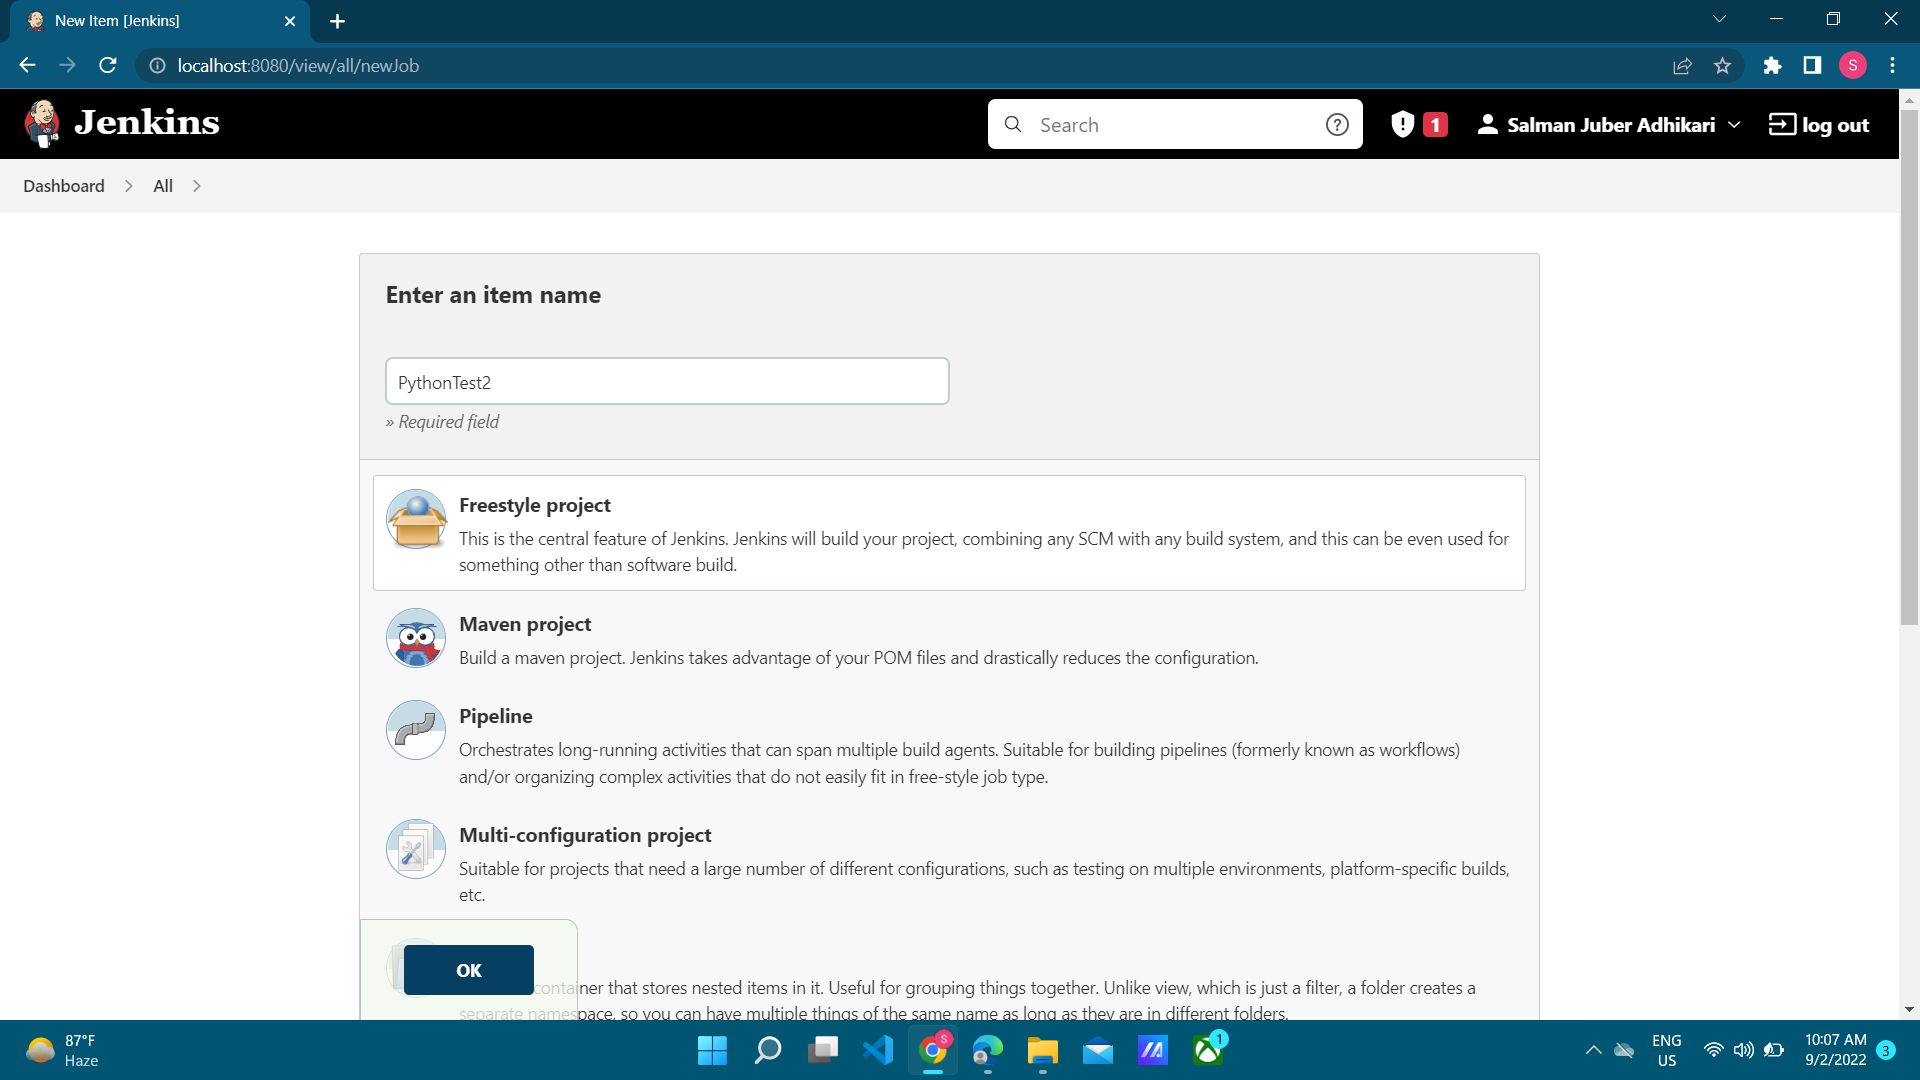 New Item [Jenkins]
localhost:8080/view/all/newJob
S
Jenkins
Search
1
Salman Juber Adhikari
log out
Dashboard
All
Enter an item name
PythonTest2
» Required field
Freestyle project
This is the central feature of Jenkins. Jenkins will build your project, combining any SCM with any build system, and this can be even used for
something other than software build.
Maven project
Build a maven project. Jenkins takes advantage of your POM files and drastically reduces the configuration.
Pipeline
Orchestrates long-running activities that can span multiple build agents. Suitable for building pipelines (formerly known as workflows)
and/or organizing complex activities that do not easily fit in free-style job type.
Multi-configuration project
Suitable for projects that need a large number of different configurations, such as testing on multiple environments, platform-specific builds,
etc.
OK
container that stores nested items in it. Useful for grouping things together. Unlike view, which is just a filter, a folder creates a
separate namespace, so you can have multiple things of the same name as long as they are in different folders.
87°F
Haze
S
1
ENG
US
10:07 AM
9/2/2022
3